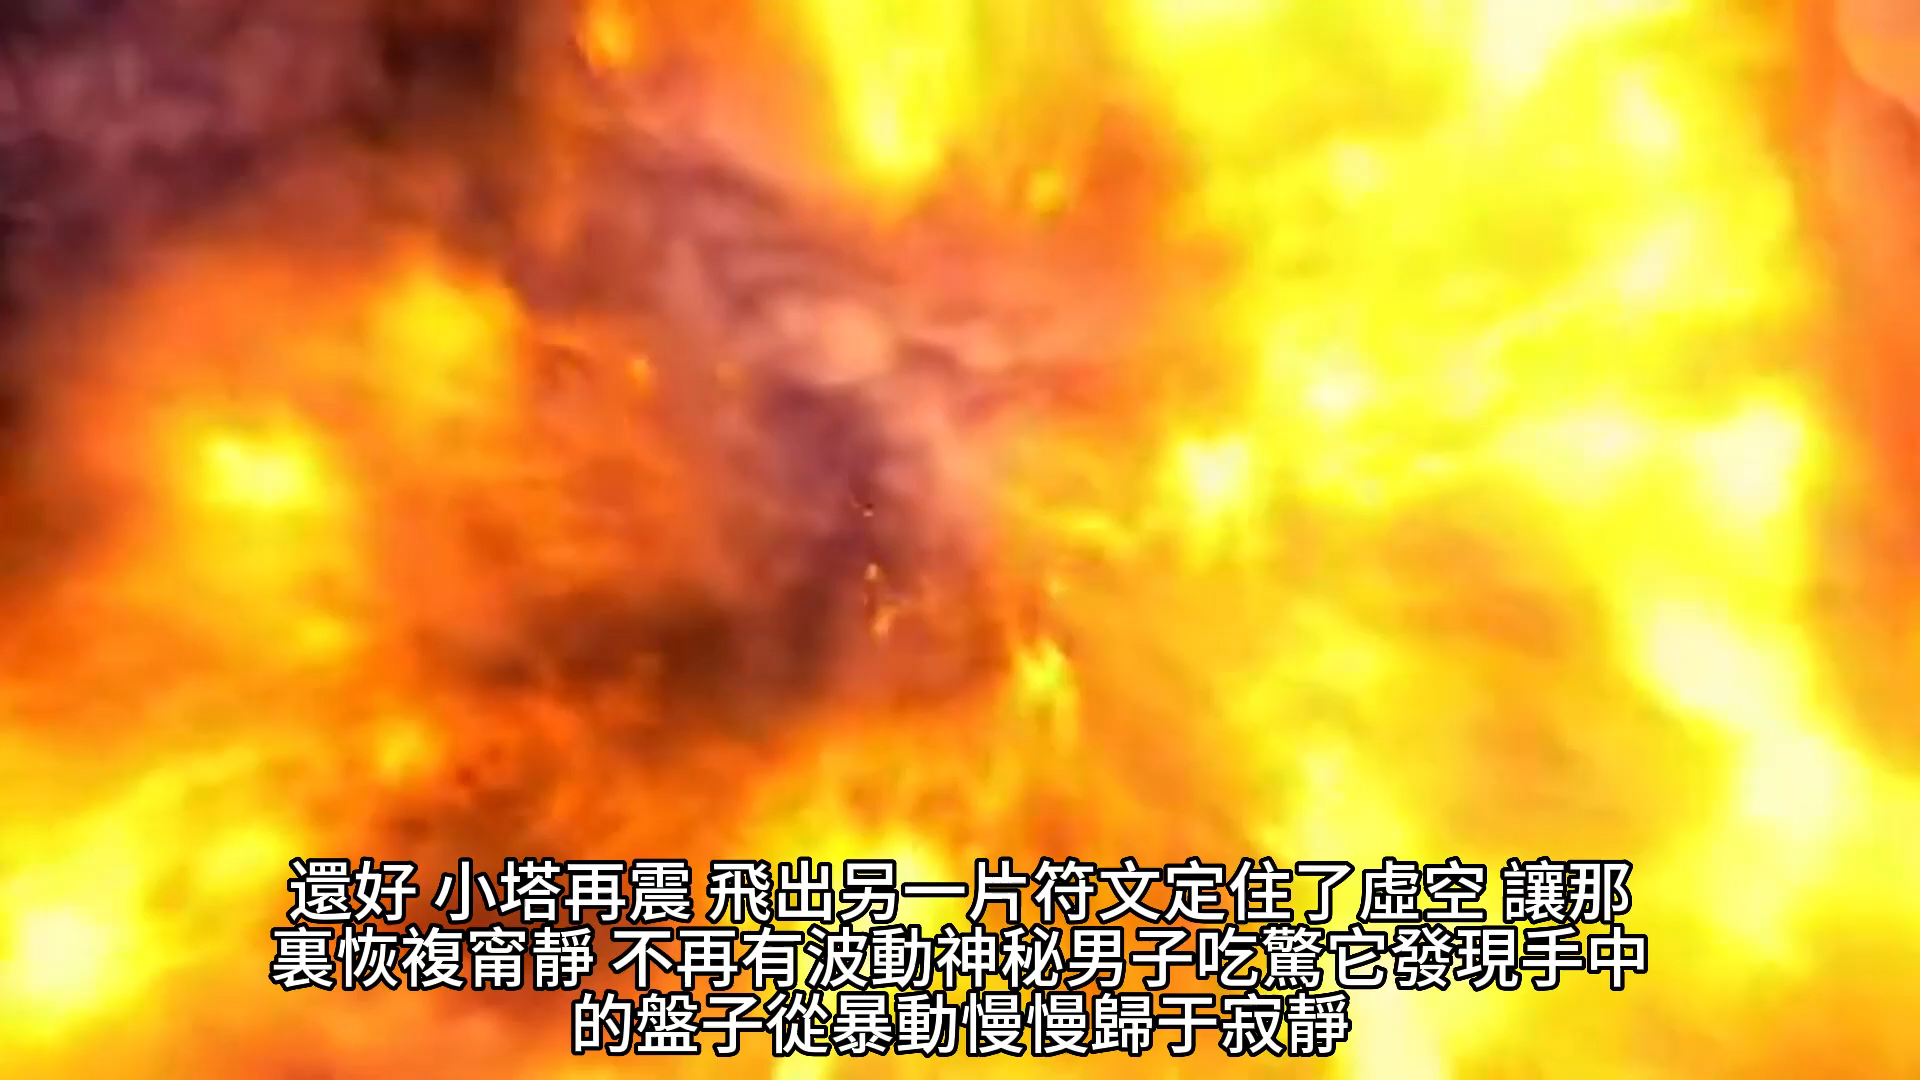 還好 小塔再震 飛出另一片符文定住了虛空 讓那
裏恢複甯靜 不再有波動神秘男子吃驚它發現手中
的盤子從暴動慢慢歸于寂靜